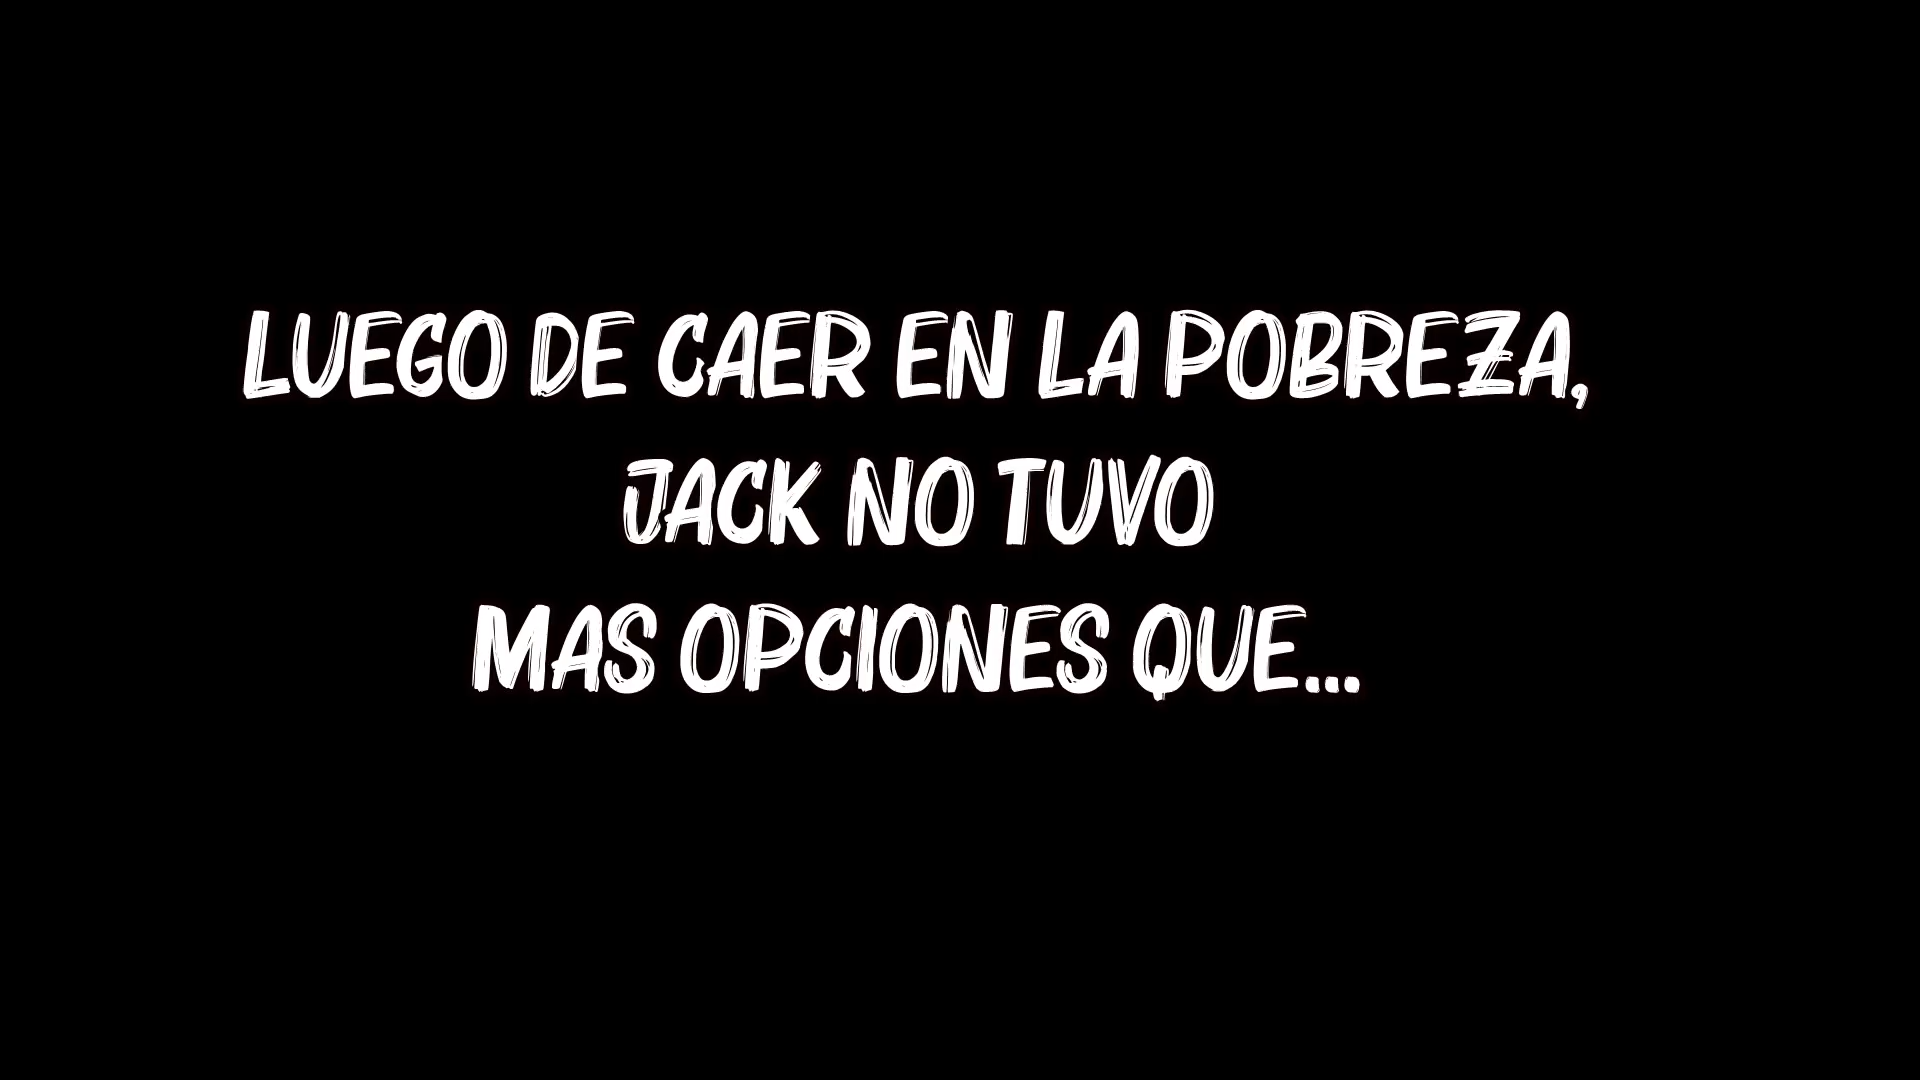 LUEGO DE CAER EN LA POBREZA,
JACK NO TUVO
MAS OPCIONES QUE...